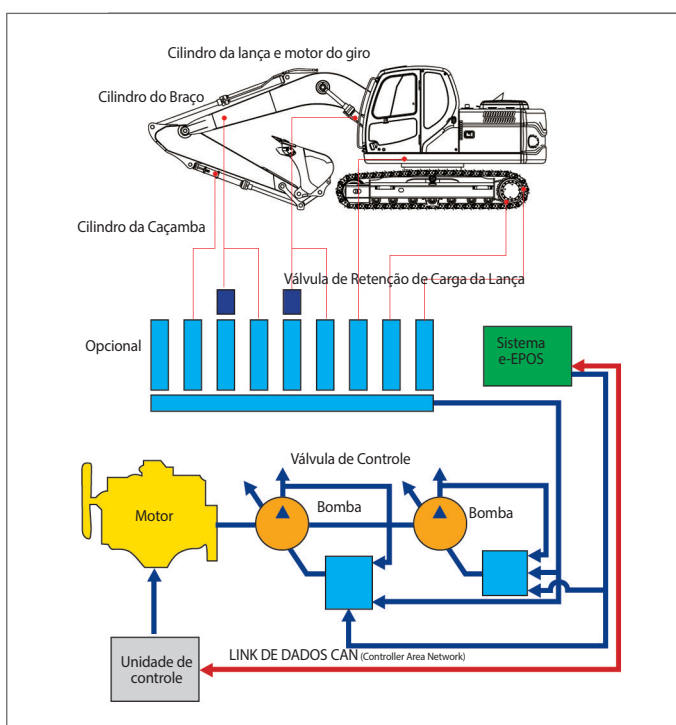 Cilindro da lança e motor do giro
Cilindro do Braço
Cilindro da Caçamba
Válvula de Retenção de Carga da Lança
Opcional
Sistema
e-EPOS
Válvula de Controle
Motor
Bomba
Bomba
Unidade de
controle
LINK DE DADOS CAN (Controller Area Network)